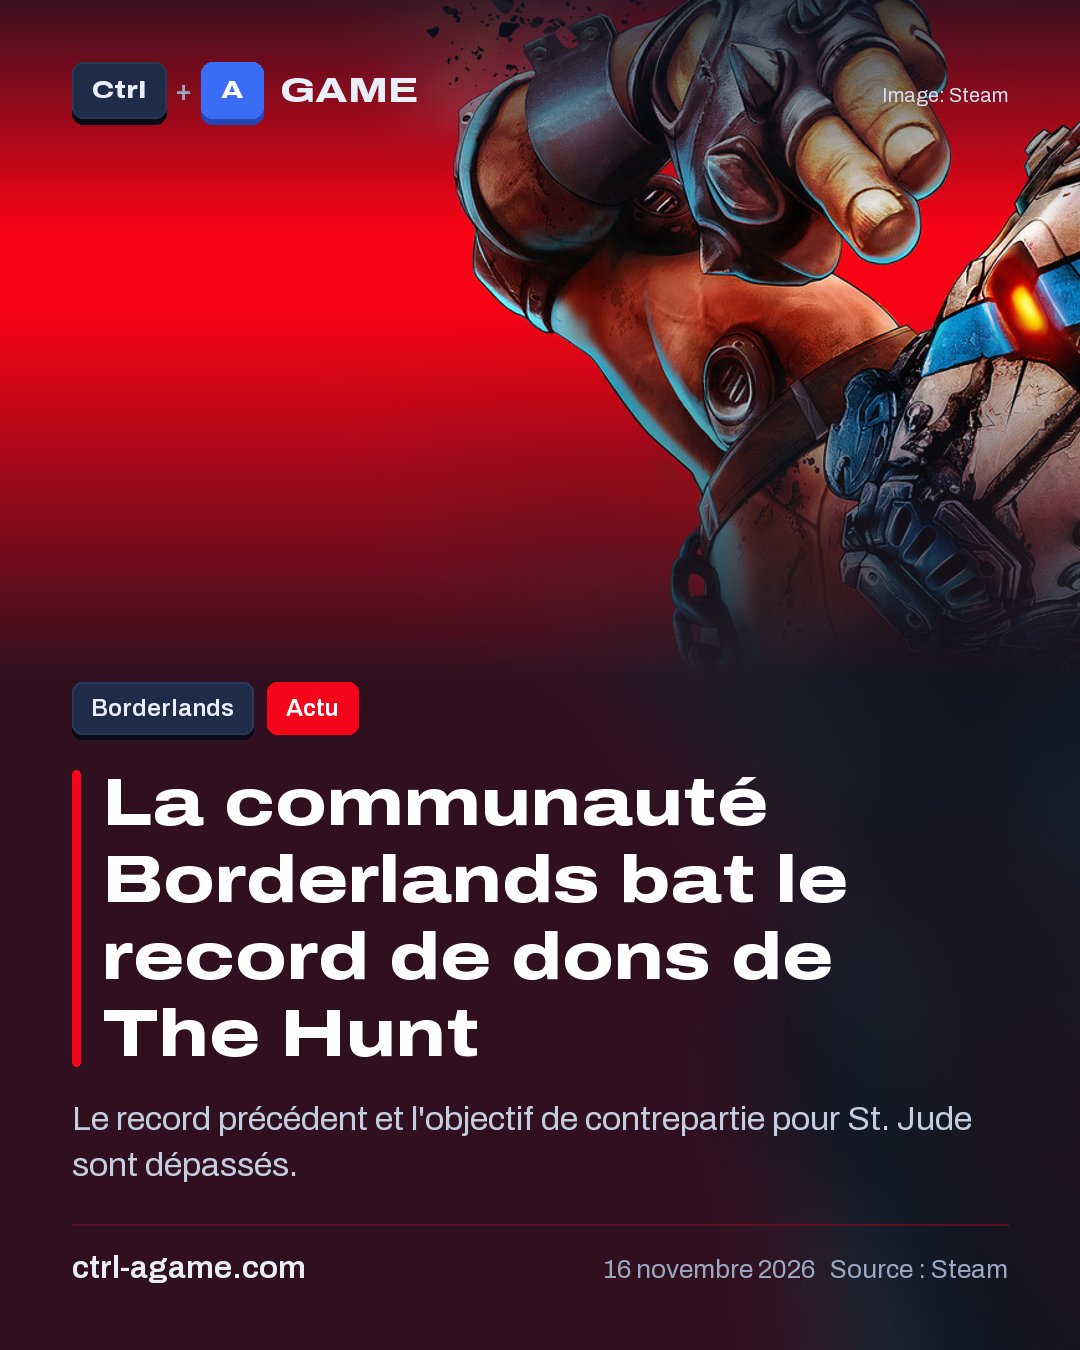 Ctrl + A GAME
Image: Steam
Borderlands Actu
La communauté
Borderlands bat le
record de dons de
The Hunt
Le record précédent et l'objectif de contrepartie pour St. Jude
sont dépassés.
ctrl-agame.com
16 novembre 2026 Source : Steam